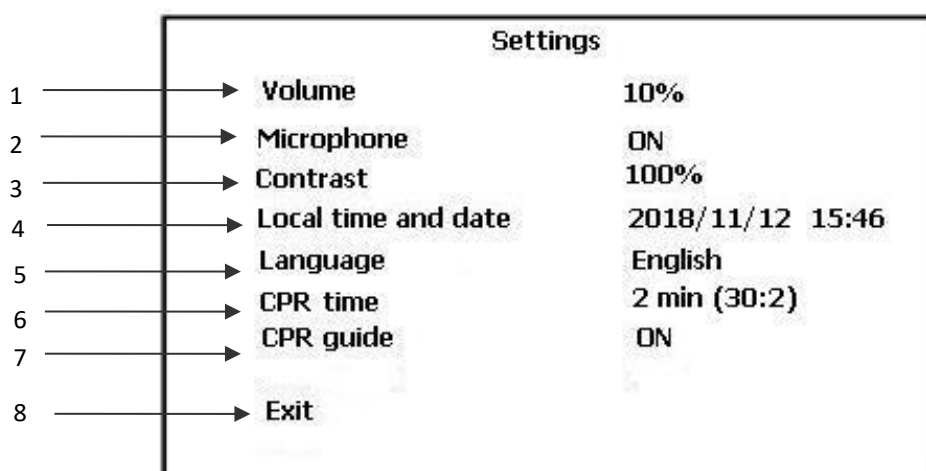 Settings
1 Volume 10%
2 Microphone ON
3 Contrast 100%
4 Local time and date 2018/11/12 15:46
5 Language English
6 CPR time 2 min (30:2)
7 CPR guide ON
8 Exit